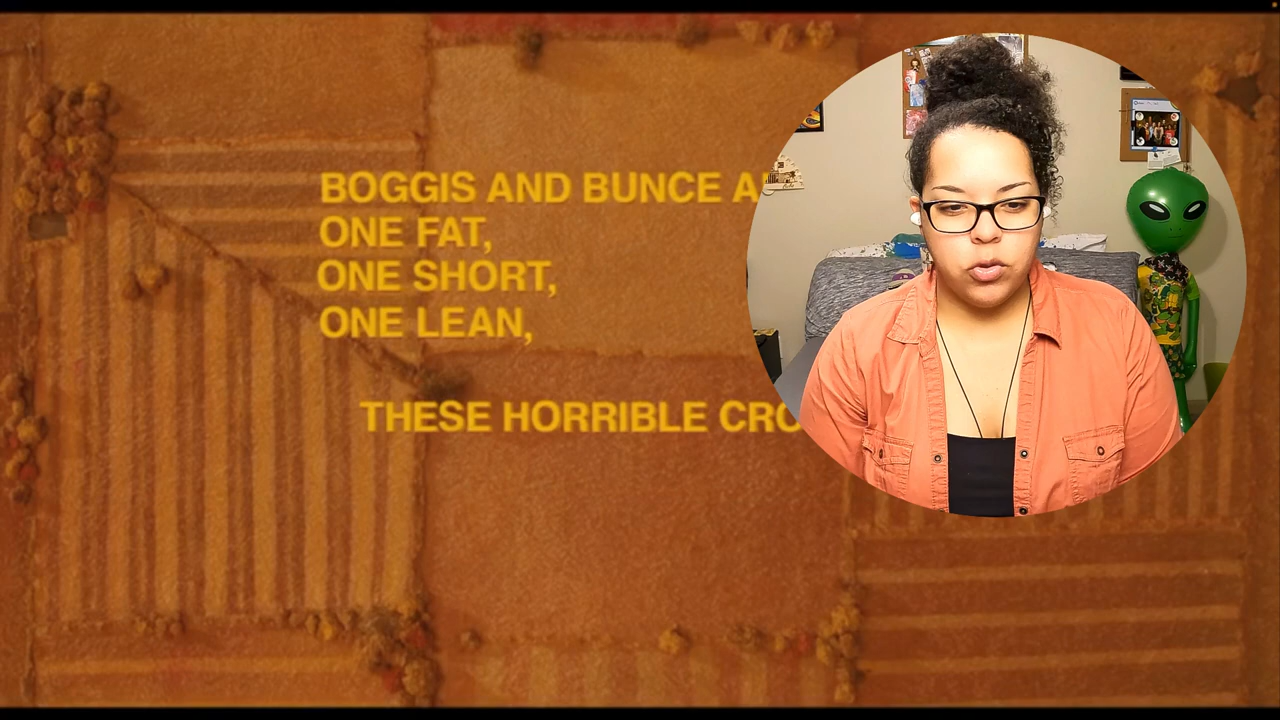 BOGGIS AND BUNCE A
ONE FAT,
ONE SHORT,
ONE LEAN,
THESE HORRIBLE CRO